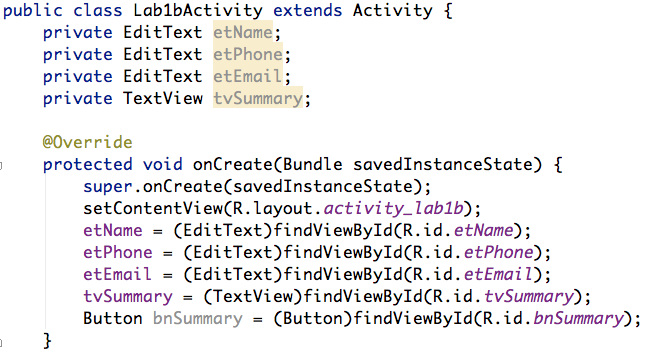 public class Lab1bActivity extends Activity {
    private EditText etName;
    private EditText etPhone;
    private EditText etEmail;
    private TextView tvSummary;

    @Override
    protected void onCreate(Bundle savedInstanceState) {
        super.onCreate(savedInstanceState);
        setContentView(R.layout.activity_lab1b);
        etName = (EditText)findViewById(R.id.etName);
        etPhone = (EditText)findViewById(R.id.etPhone);
        etEmail = (EditText)findViewById(R.id.etEmail);
        tvSummary = (TextView)findViewById(R.id.tvSummary);
        Button bnSummary = (Button)findViewById(R.id.bnSummary);
    }